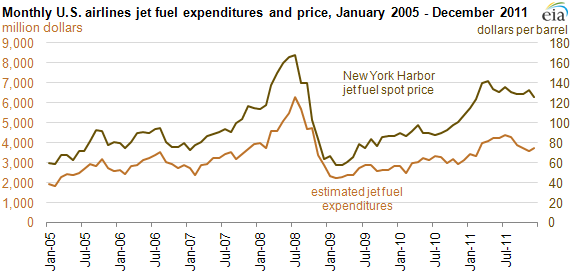 Monthly U.S. airlines jet fuel expenditures and price, January 2005 - December 2011
eia
million dollars
dollars per barrel
9,000
8,000
7,000
6,000
5,000
4,000
3,000
2,000
1,000
0
180
160
140
120
100
80
60
40
20
0
New York Harbor
jet fuel spot price
estimated jet fuel
expenditures
Jan-05
Jul-05
Jan-06
Jul-06
Jan-07
Jul-07
Jan-08
Jul-08
Jan-09
Jul-09
Jan-10
Jul-10
Jan-11
Jul-11